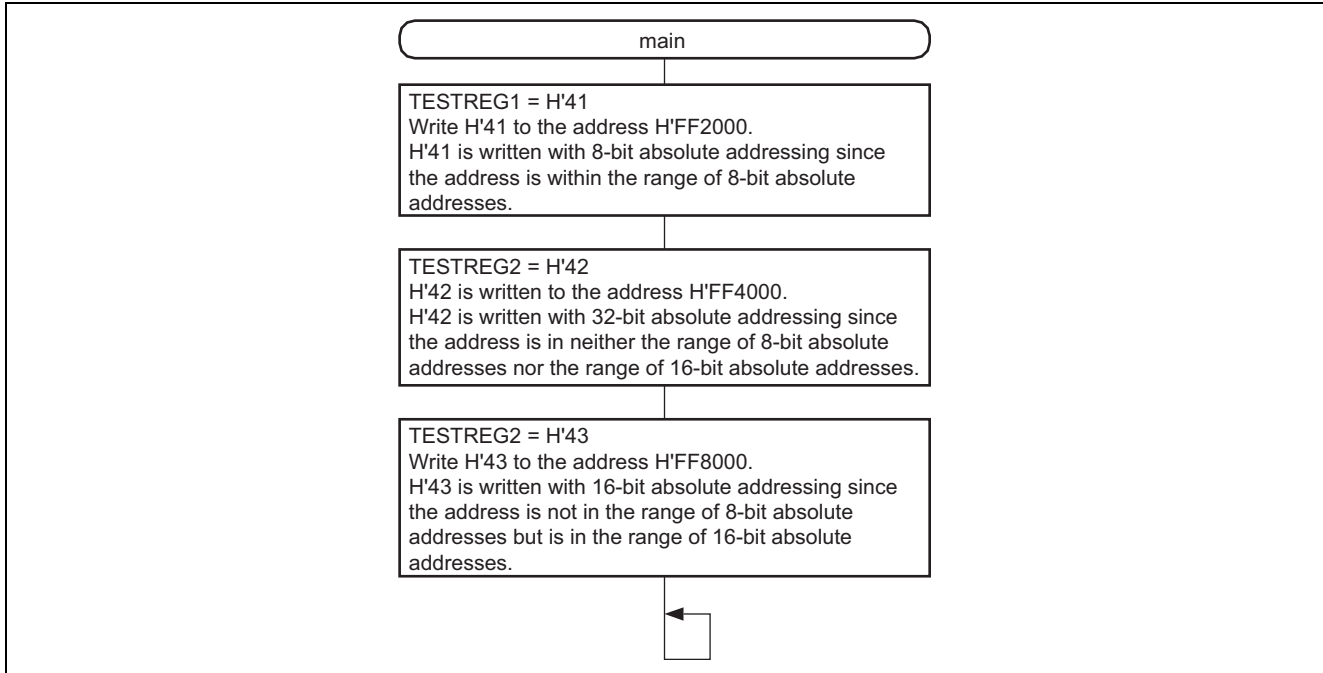 main
TESTREG1 = H'41
Write H'41 to the address H'FF2000.
H'41 is written with 8-bit absolute addressing since
the address is within the range of 8-bit absolute
addresses.
TESTREG2 = H'42
H'42 is written to the address H'FF4000.
H'42 is written with 32-bit absolute addressing since
the address is in neither the range of 8-bit absolute
addresses nor the range of 16-bit absolute addresses.
TESTREG2 = H'43
Write H'43 to the address H'FF8000.
H'43 is written with 16-bit absolute addressing since
the address is not in the range of 8-bit absolute
addresses but is in the range of 16-bit absolute
addresses.